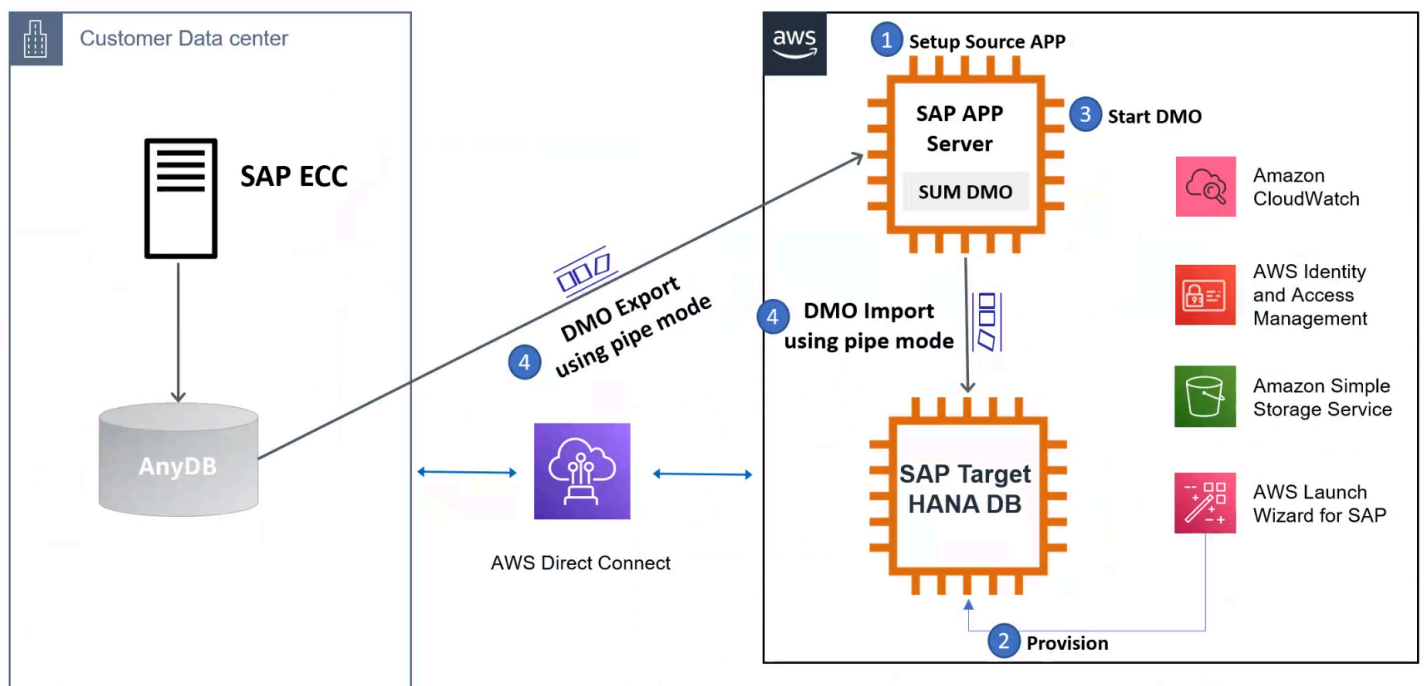 Customer Data center
SAP ECC
AnyDB
4
DMO Export
using pipe mode
AWS Direct Connect
aws
1 Setup Source APP
SAP APP
Server
SUM DMO
3 Start DMO
4
DMO Import
using pipe mode
SAP Target
HANA DB
2 Provision
Amazon
CloudWatch
AWS Identity
and Access
Management
Amazon Simple
Storage Service
AWS Launch
Wizard for SAP